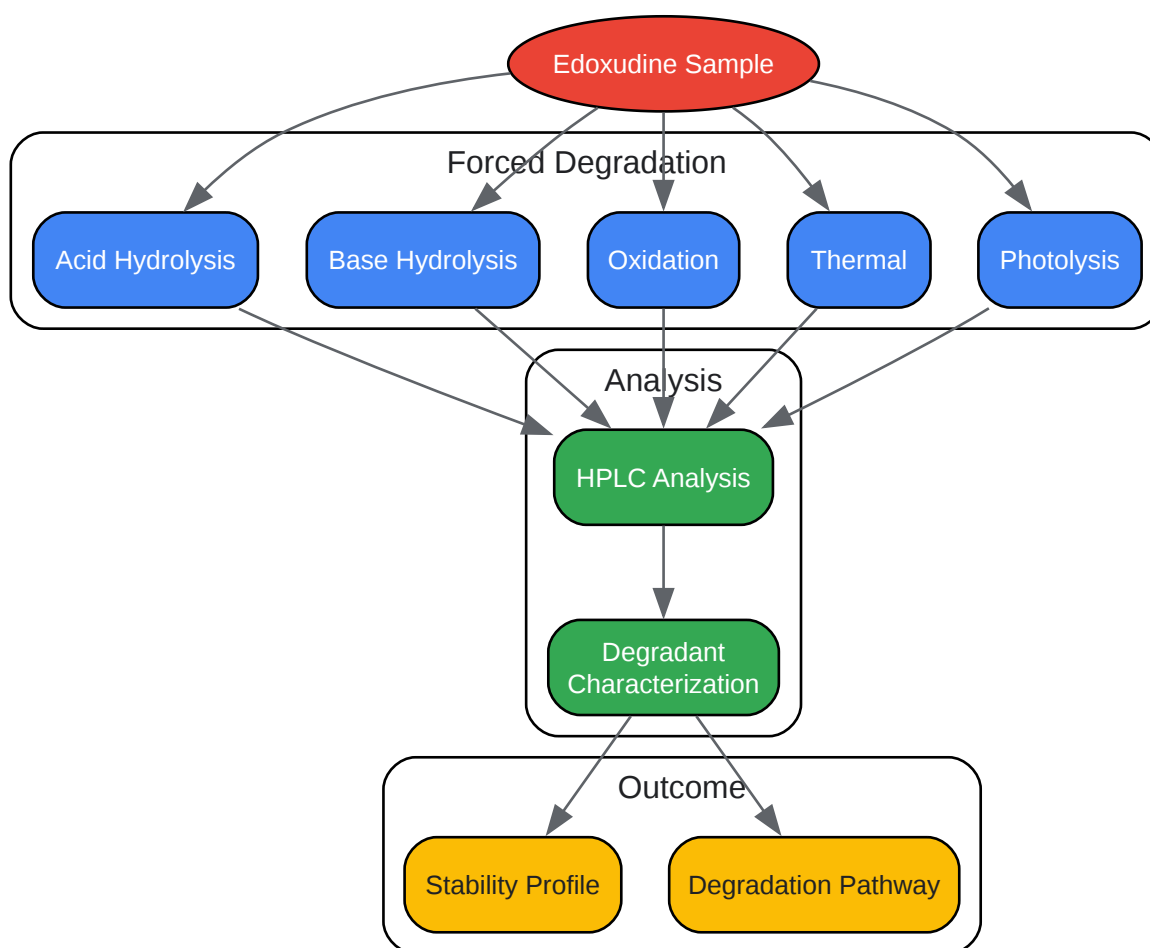 Edoxudine Sample
Forced Degradation
Acid Hydrolysis
Base Hydrolysis
Oxidation
Thermal
Photolysis
Analysis
HPLC Analysis
Degradant
Characterization
Outcome
Stability Profile
Degradation Pathway